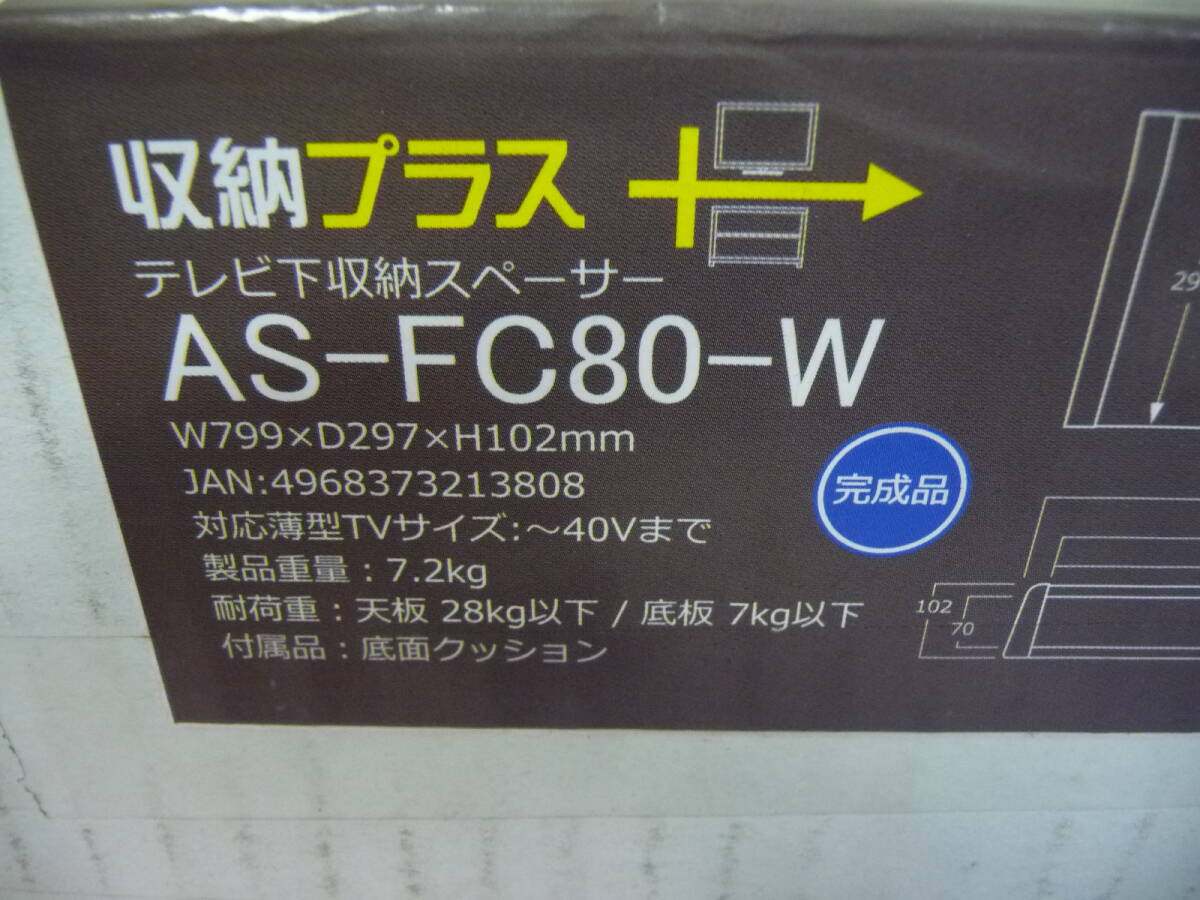 収納プラス
テレビ下収納スペーサー
AS-FC80-W
W799×D297×H102mm
JAN:4968373213808
対応薄型TVサイズ:～40Vまで
製品重量：7.2kg
耐荷重：天板 28kg以下 / 底板 7kg以下
付属品：底面クッション
完成品
29
102
70